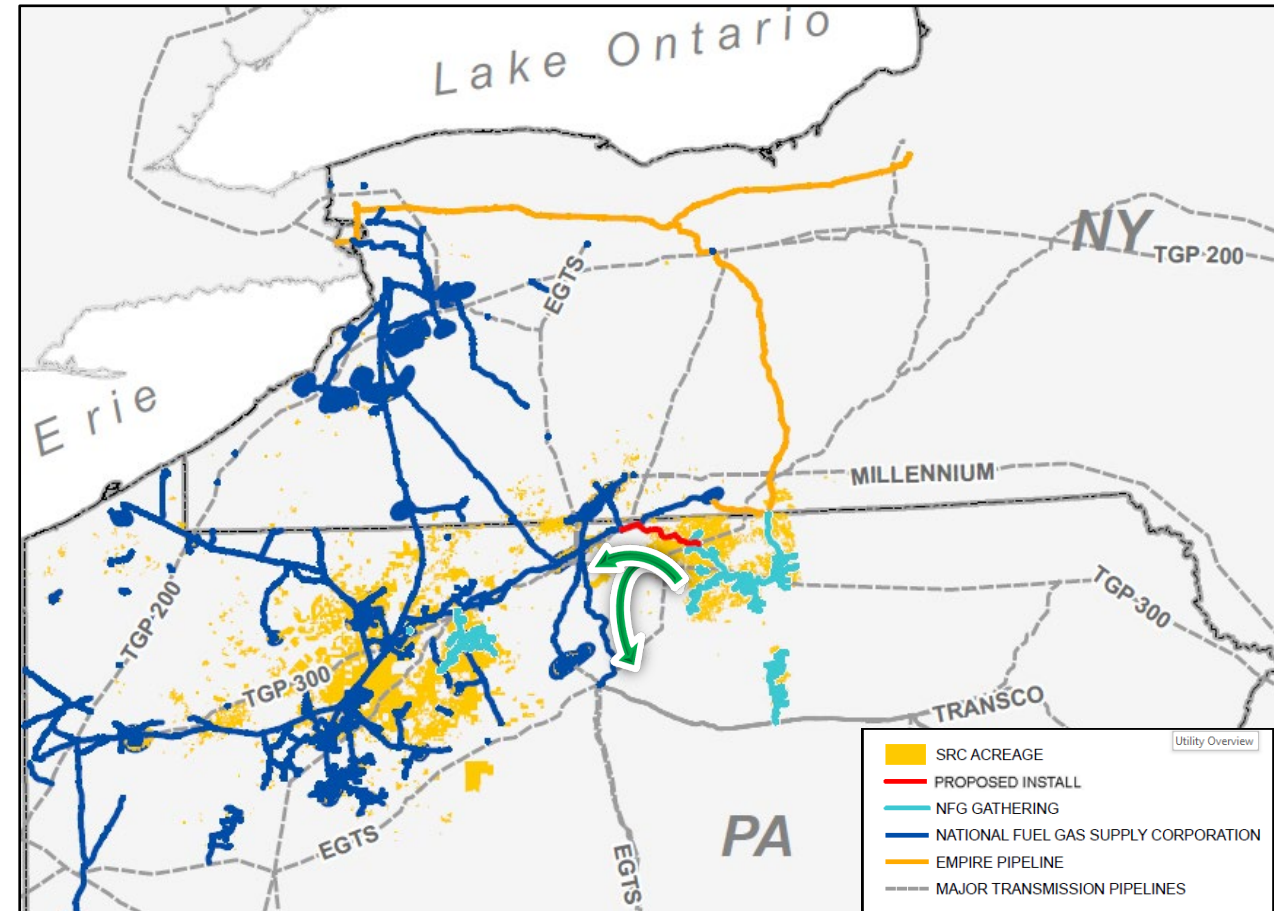 Lake Ontario
NY
TGP 200
EGTS
Erie
MILLENNIUM
TGP 200
TGP 300
TGP 300
TRANSCO
EGTS
EGTS
PA
Utility Overview
SRC ACREAGE
PROPOSED INSTALL
NFG GATHERING
NATIONAL FUEL GAS SUPPLY CORPORATION
EMPIRE PIPELINE
MAJOR TRANSMISSION PIPELINES